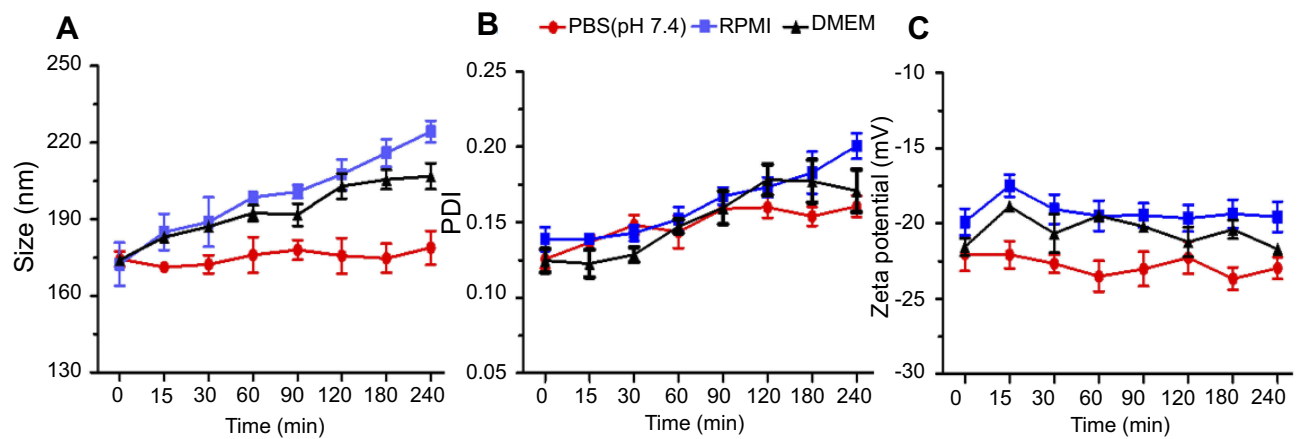 A
B
PBS(pH 7.4) RPMI DMEM
C
250
220
190
160
130
Size (nm)
0 15 30 60 90 120 180 240
Time (min)
0.25
0.20
0.15
0.10
0.05
PDI
0 15 30 60 90 120 180 240
Time (min)
-10
-15
-20
-25
-30
Zeta potential (mV)
0 15 30 60 90 120 180 240
Time (min)